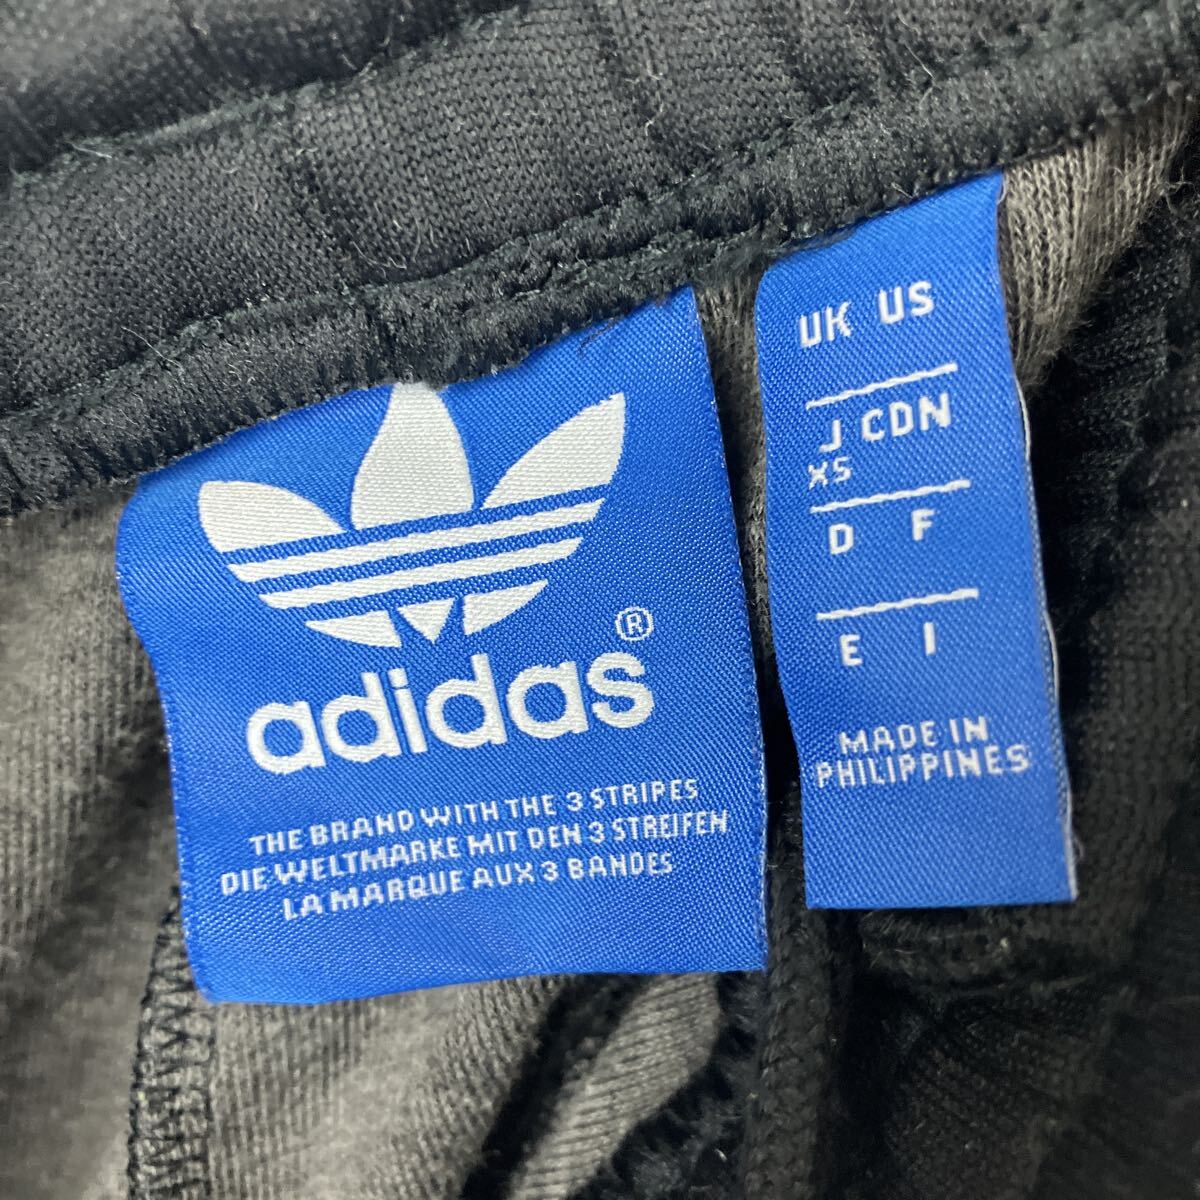 adidas®
THE BRAND WITH THE 3 STRIPES
DIE WELTMARKE MIT DEN 3 STREIFEN
LA MARQUE AUX 3 BANDES
UK US
J CDN
XS
D F
E I
MADE IN
PHILIPPINES